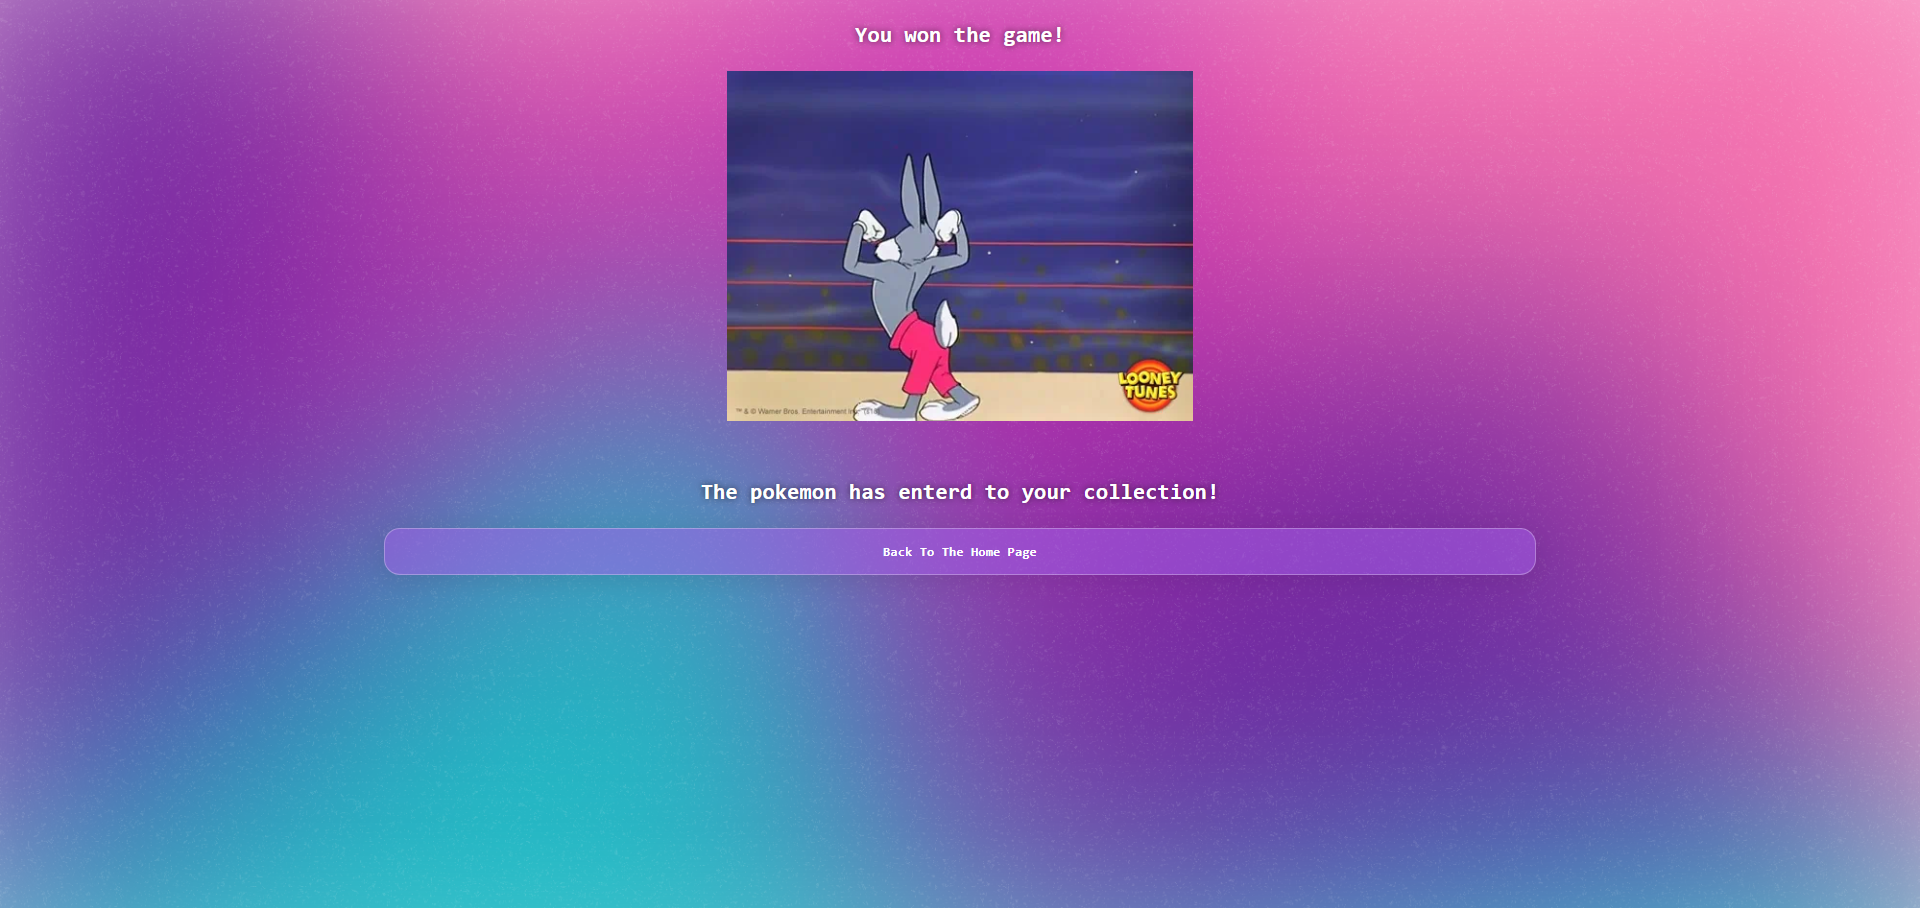 You won the game!
LOONEY
TUNES
™ & © Warner Bros. Entertainment Inc.
The pokemon has enterd to your collection!
Back To The Home Page